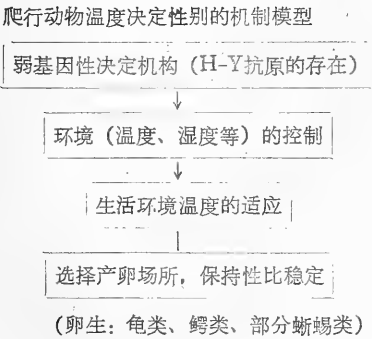 爬行动物温度决定性别的机制模型
弱基因性决定机构（H-Y抗原的存在）
环境（温度、湿度等）的控制
生活环境温度的适应
选择产卵场所，保持性比稳定
（卵生：龟类、鳄类、部分蜥蜴类）